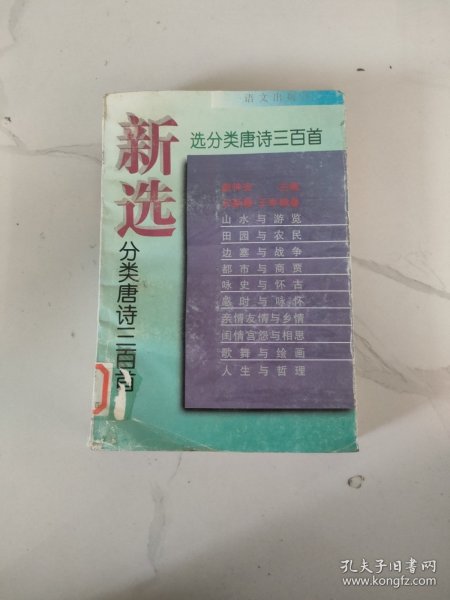 语文出版
新选
分类唐诗三百首
选分类唐诗三百首
山水与游览
田园与农民
边塞与战争
都市与商贾
咏史与怀古
感时与咏怀
亲情友情与乡情
闺情宫怨与相思
歌舞与绘画
人生与哲理
孔夫子旧书网
www.kongfz.com